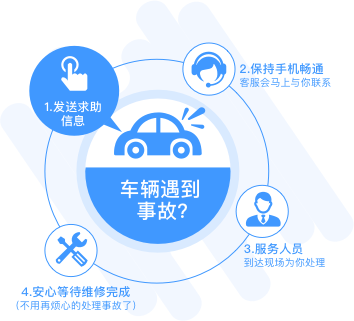 1.发送求助
信息
2.保持手机畅通
客服会马上与你联系
车辆遇到
事故?
3.服务人员
到达现场为你处理
4.安心等待维修完成
(不用再烦心的处理事故了)